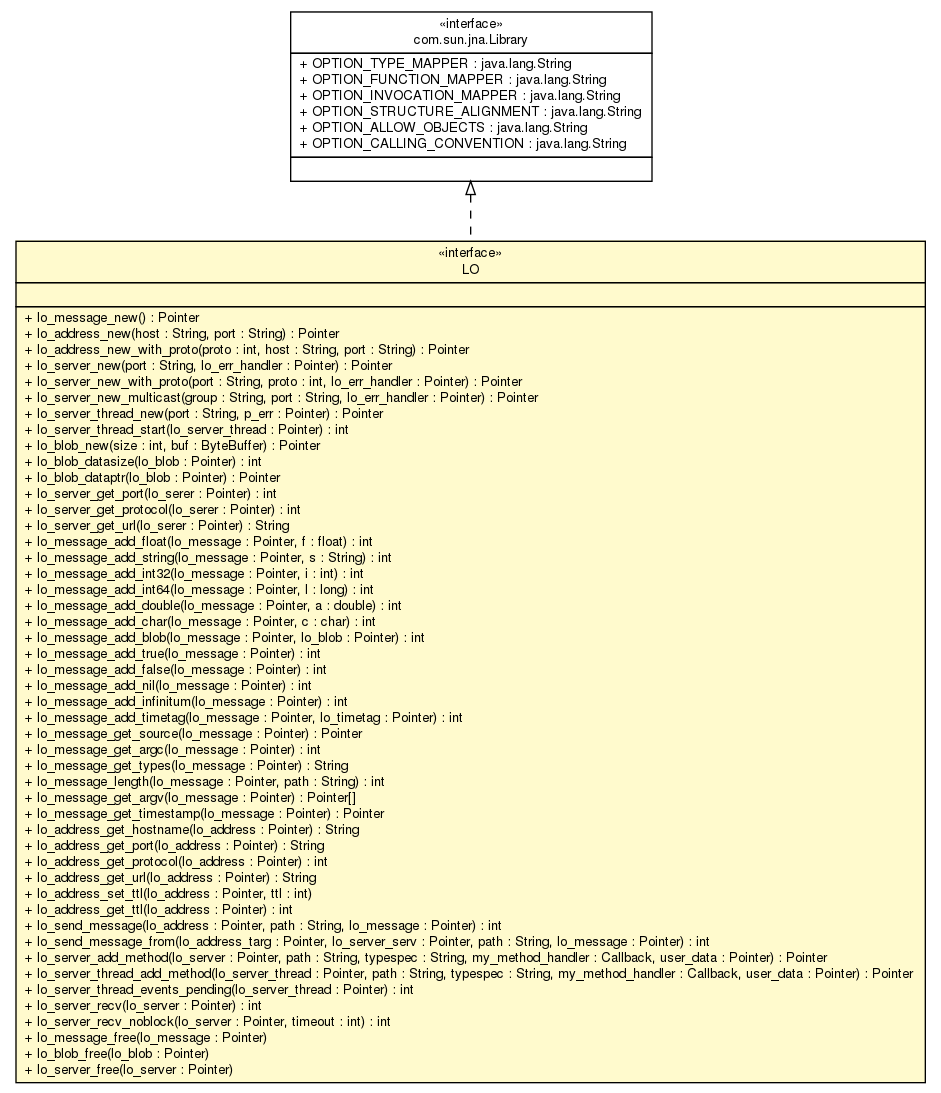 «interface»
com.sun.jna.Library
+ OPTION_TYPE_MAPPER : java.lang.String
+ OPTION_FUNCTION_MAPPER : java.lang.String
+ OPTION_INVOCATION_MAPPER : java.lang.String
+ OPTION_STRUCTURE_ALIGNMENT : java.lang.String
+ OPTION_ALLOW_OBJECTS : java.lang.String
+ OPTION_CALLING_CONVENTION : java.lang.String
«interface»
LO
+ lo_message_new() : Pointer
+ lo_address_new(host : String, port : String) : Pointer
+ lo_address_new_with_proto(proto : int, host : String, port : String) : Pointer
+ lo_server_new(port : String, lo_err_handler : Pointer) : Pointer
+ lo_server_new_with_proto(port : String, proto : int, lo_err_handler : Pointer) : Pointer
+ lo_server_new_multicast(group : String, port : String, lo_err_handler : Pointer) : Pointer
+ lo_server_thread_new(port : String, p_err : Pointer) : Pointer
+ lo_server_thread_start(lo_server_thread : Pointer) : int
+ lo_blob_new(size : int, buf : ByteBuffer) : Pointer
+ lo_blob_datasize(lo_blob : Pointer) : int
+ lo_blob_dataptr(lo_blob : Pointer) : Pointer
+ lo_server_get_port(lo_serer : Pointer) : int
+ lo_server_get_protocol(lo_serer : Pointer) : int
+ lo_server_get_url(lo_serer : Pointer) : String
+ lo_message_add_float(lo_message : Pointer, f : float) : int
+ lo_message_add_string(lo_message : Pointer, s : String) : int
+ lo_message_add_int32(lo_message : Pointer, i : int) : int
+ lo_message_add_int64(lo_message : Pointer, l : long) : int
+ lo_message_add_double(lo_message : Pointer, a : double) : int
+ lo_message_add_char(lo_message : Pointer, c : char) : int
+ lo_message_add_blob(lo_message : Pointer, lo_blob : Pointer) : int
+ lo_message_add_true(lo_message : Pointer) : int
+ lo_message_add_false(lo_message : Pointer) : int
+ lo_message_add_nil(lo_message : Pointer) : int
+ lo_message_add_infinitum(lo_message : Pointer) : int
+ lo_message_add_timetag(lo_message : Pointer, lo_timetag : Pointer) : int
+ lo_message_get_source(lo_message : Pointer) : Pointer
+ lo_message_get_argc(lo_message : Pointer) : int
+ lo_message_get_types(lo_message : Pointer) : String
+ lo_message_length(lo_message : Pointer, path : String) : int
+ lo_message_get_argv(lo_message : Pointer) : Pointer[]
+ lo_message_get_timestamp(lo_message : Pointer) : Pointer
+ lo_address_get_hostname(lo_address : Pointer) : String
+ lo_address_get_port(lo_address : Pointer) : String
+ lo_address_get_protocol(lo_address : Pointer) : int
+ lo_address_get_url(lo_address : Pointer) : String
+ lo_address_set_ttl(lo_address : Pointer, ttl : int)
+ lo_address_get_ttl(lo_address : Pointer) : int
+ lo_send_message(lo_address : Pointer, path : String, lo_message : Pointer) : int
+ lo_send_message_from(lo_address_targ : Pointer, lo_server_serv : Pointer, path : String, lo_message : Pointer) : int
+ lo_server_add_method(lo_server : Pointer, path : String, typespec : String, my_method_handler : Callback, user_data : Pointer) : Pointer
+ lo_server_thread_add_method(lo_server_thread : Pointer, path : String, typespec : String, my_method_handler : Callback, user_data : Pointer) : Pointer
+ lo_server_thread_events_pending(lo_server_thread : Pointer) : int
+ lo_server_recv(lo_server : Pointer) : int
+ lo_server_recv_noblock(lo_server : Pointer, timeout : int) : int
+ lo_message_free(lo_message : Pointer)
+ lo_blob_free(lo_blob : Pointer)
+ lo_server_free(lo_server : Pointer)